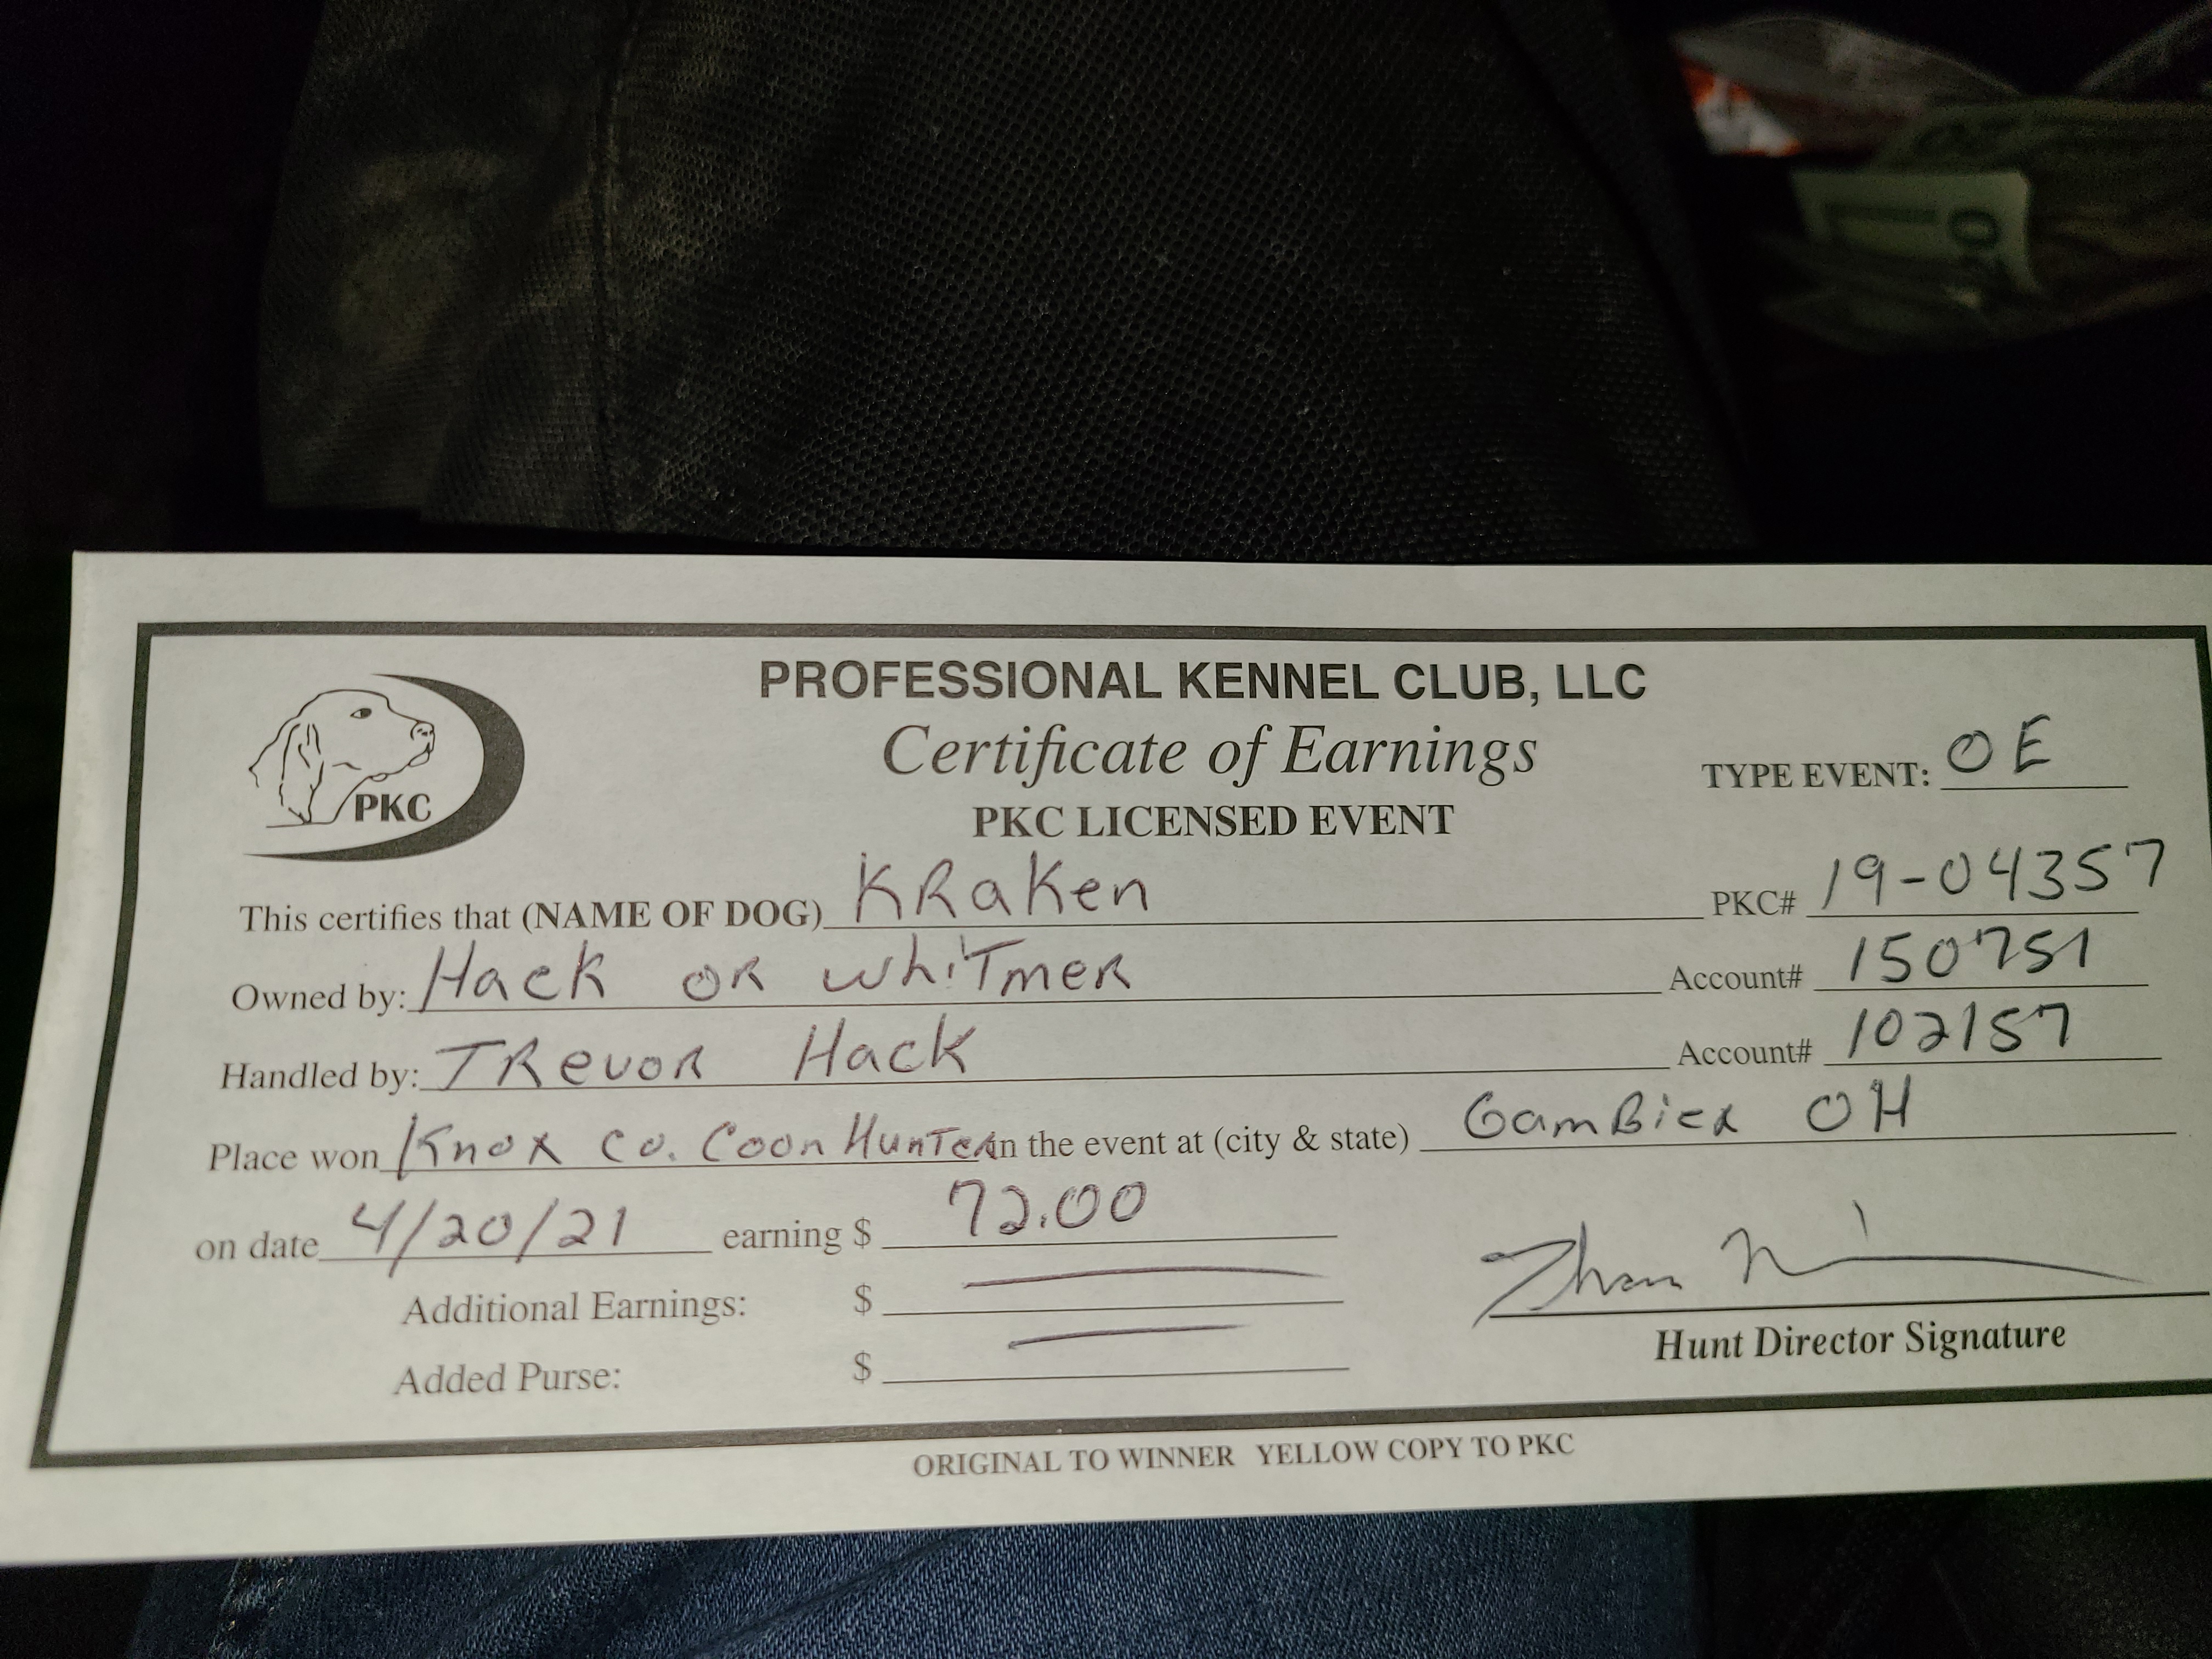 PROFESSIONAL KENNEL CLUB, LLC
Certificate of Earnings
TYPE EVENT: OE
PKC LICENSED EVENT
PKC
This certifies that (NAME OF DOG) KRaKen PKC# 19-04357
Owned by: Hack OR WhiTmeR Account# 150751
Handled by: TRevoR Hack Account# 102157
Place won Knox Co. Coon HunTeR in the event at (city & state) GamBieR OH
on date 4/20/21 earning $ 72.00
Additional Earnings: $
Added Purse: $
Hunt Director Signature
ORIGINAL TO WINNER YELLOW COPY TO PKC